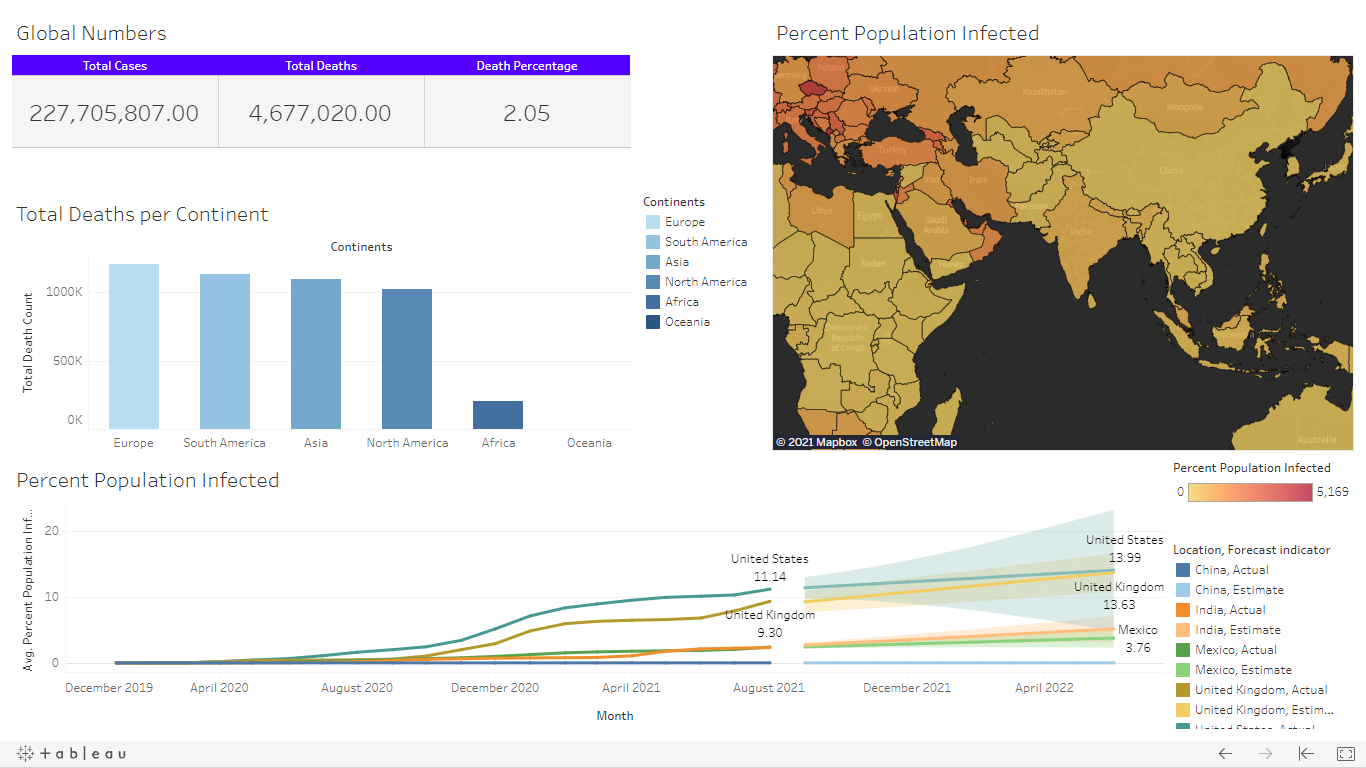 Global Numbers
Total Cases Total Deaths Death Percentage
227,705,807.00 4,677,020.00 2.05
Total Deaths per Continent
Continents
Total Death Count
1000K
500K
0K
Europe South America Asia North America Africa Oceania
Continents
Europe
South America
Asia
North America
Africa
Oceania
Percent Population Infected
Poland
Ukraine
Kazakhstan
Mongolia
Turkey
China
Iraq
Iran
Libya
Egypt
Saudi
Arabia
Pakistan
India
Sudan
Yemen
Democratic
Republic
of Congo
Indonesia
Australia
© 2021 Mapbox © OpenStreetMap
Percent Population Infected
0 5,169
Percent Population Infected
Avg. Percent Population Inf...
20
10
0
United States
11.14
United Kingdom
9.30
United States
13.99
United Kingdom
13.63
Mexico
3.76
December 2019 April 2020 August 2020 December 2020 April 2021 August 2021 December 2021 April 2022
Month
Location, Forecast indicator
China, Actual
China, Estimate
India, Actual
India, Estimate
Mexico, Actual
Mexico, Estimate
United Kingdom, Actual
United Kingdom, Estim...
United States, Actual
+ a b | e a u